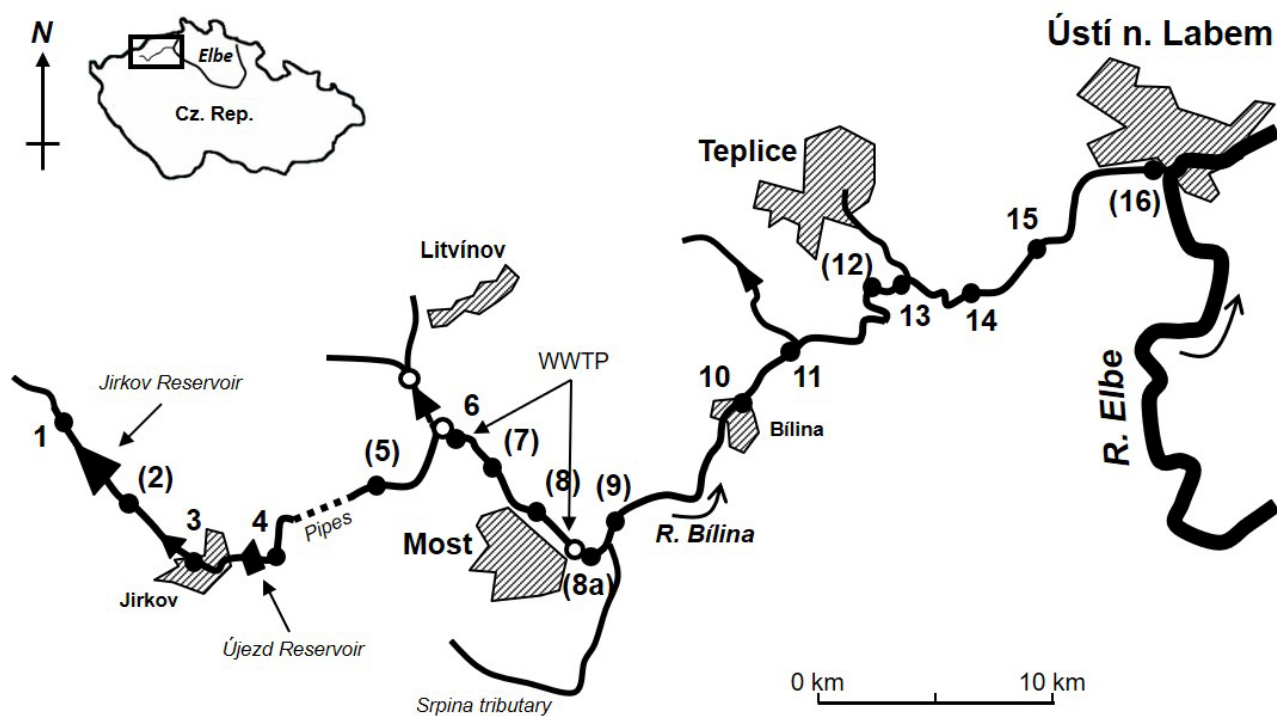 N
Elbe
Cz. Rep.
Ústí n. Labem
Teplice
Litvínov
(16)
15
(12)
13
14
WWTP
Jirkov Reservoir
10
11
6
1
(7)
Bílina
R. Elbe
(2)
(5)
(8)
(9)
3
4
Pipes
R. Bílina
Most
(8a)
Jirkov
Újezd Reservoir
0 km
10 km
Srpina tributary